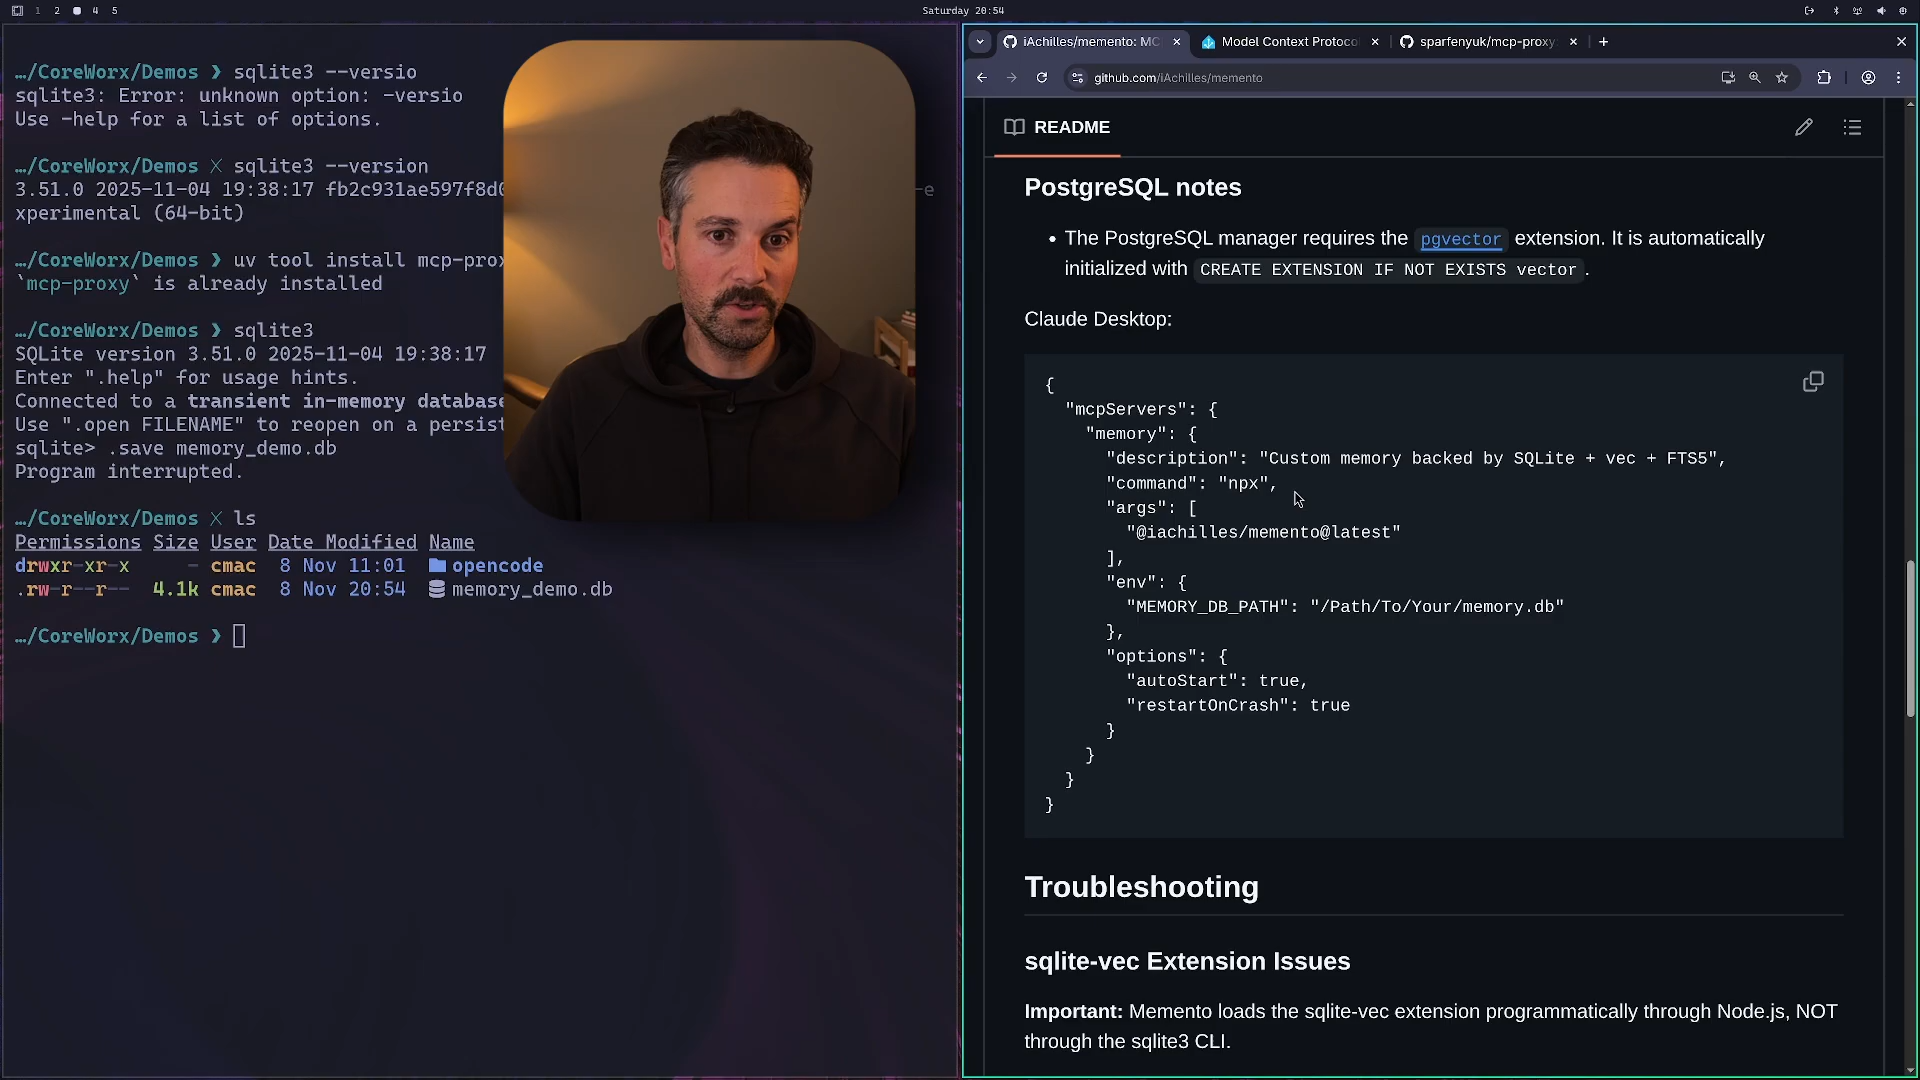 1 2 4 5
Saturday 20:54
…/CoreWorx/Demos ❯ sqlite3 --versio
sqlite3: Error: unknown option: -versio
Use -help for a list of options.
…/CoreWorx/Demos X sqlite3 --version
3.51.0 2025-11-04 19:38:17 fb2c931ae597f8d0
-e
xperimental (64-bit)
…/CoreWorx/Demos ❯ uv tool install mcp-prox
`mcp-proxy` is already installed
…/CoreWorx/Demos ❯ sqlite3
SQLite version 3.51.0 2025-11-04 19:38:17
Enter ".help" for usage hints.
Connected to a transient in-memory database
Use ".open FILENAME" to reopen on a persist
sqlite> .save memory_demo.db
Program interrupted.
…/CoreWorx/Demos X ls
Permissions Size User Date Modified Name
drwxr-xr-x - cmac 8 Nov 11:01 opencode
.rw-r--r-- 4.1k cmac 8 Nov 20:54 memory_demo.db
…/CoreWorx/Demos ❯
iAchilles/memento: MC
Model Context Protoco
sparfenyuk/mcp-proxy
github.com/iAchilles/memento
README
PostgreSQL notes
• The PostgreSQL manager requires the pgvector extension. It is automatically
initialized with CREATE EXTENSION IF NOT EXISTS vector.
Claude Desktop:
{
"mcpServers": {
"memory": {
"description": "Custom memory backed by SQLite + vec + FTS5",
"command": "npx",
"args": [
"@iachilles/memento@latest"
],
"env": {
"MEMORY_DB_PATH": "/Path/To/Your/memory.db"
},
"options": {
"autoStart": true,
"restartOnCrash": true
}
}
}
}
Troubleshooting
sqlite-vec Extension Issues
Important: Memento loads the sqlite-vec extension programmatically through Node.js, NOT
through the sqlite3 CLI.